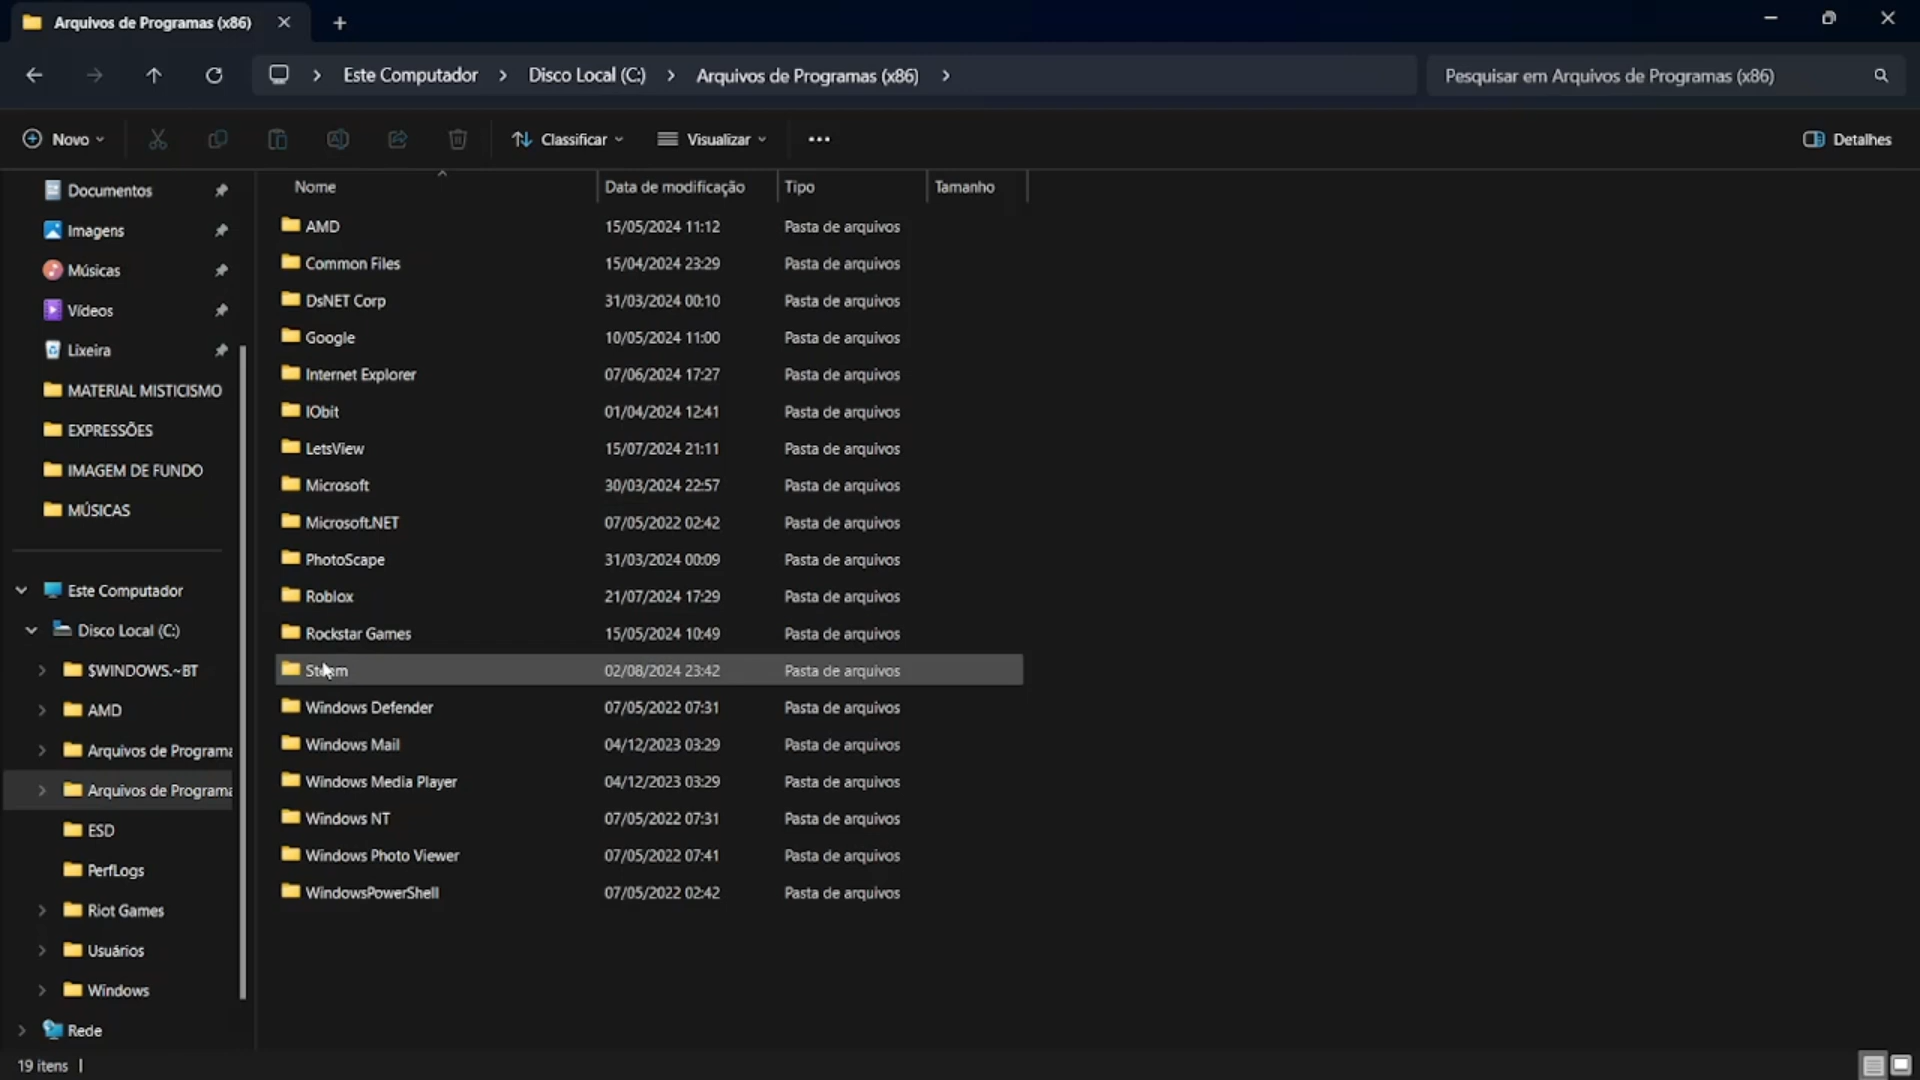 Arquivos de Programas (x86)
Este Computador
Disco Local (C:)
Arquivos de Programas (x86)
Pesquisar em Arquivos de Programas (x86)
Novo
Classificar
Visualizar
Detalhes
Documentos
Imagens
Músicas
Vídeos
Lixeira
MATERIAL MISTICISMO
EXPRESSÕES
IMAGEM DE FUNDO
MÚSICAS
Este Computador
Disco Local (C:)
$WINDOWS.~BT
AMD
Arquivos de Programa
Arquivos de Programa
ESD
PerfLogs
Riot Games
Usuários
Windows
Rede
Nome Data de modificação Tipo Tamanho
AMD 15/05/2024 11:12 Pasta de arquivos
Common Files 15/04/2024 23:29 Pasta de arquivos
DsNET Corp 31/03/2024 00:10 Pasta de arquivos
Google 10/05/2024 11:00 Pasta de arquivos
Internet Explorer 07/06/2024 17:27 Pasta de arquivos
IObit 01/04/2024 12:41 Pasta de arquivos
LetsView 15/07/2024 21:11 Pasta de arquivos
Microsoft 30/03/2024 22:57 Pasta de arquivos
Microsoft.NET 07/05/2022 02:42 Pasta de arquivos
PhotoScape 31/03/2024 00:09 Pasta de arquivos
Roblox 21/07/2024 17:29 Pasta de arquivos
Rockstar Games 15/05/2024 10:49 Pasta de arquivos
Steam 02/08/2024 23:42 Pasta de arquivos
Windows Defender 07/05/2022 07:31 Pasta de arquivos
Windows Mail 04/12/2023 03:29 Pasta de arquivos
Windows Media Player 04/12/2023 03:29 Pasta de arquivos
Windows NT 07/05/2022 07:31 Pasta de arquivos
Windows Photo Viewer 07/05/2022 07:41 Pasta de arquivos
WindowsPowerShell 07/05/2022 02:42 Pasta de arquivos
19 itens